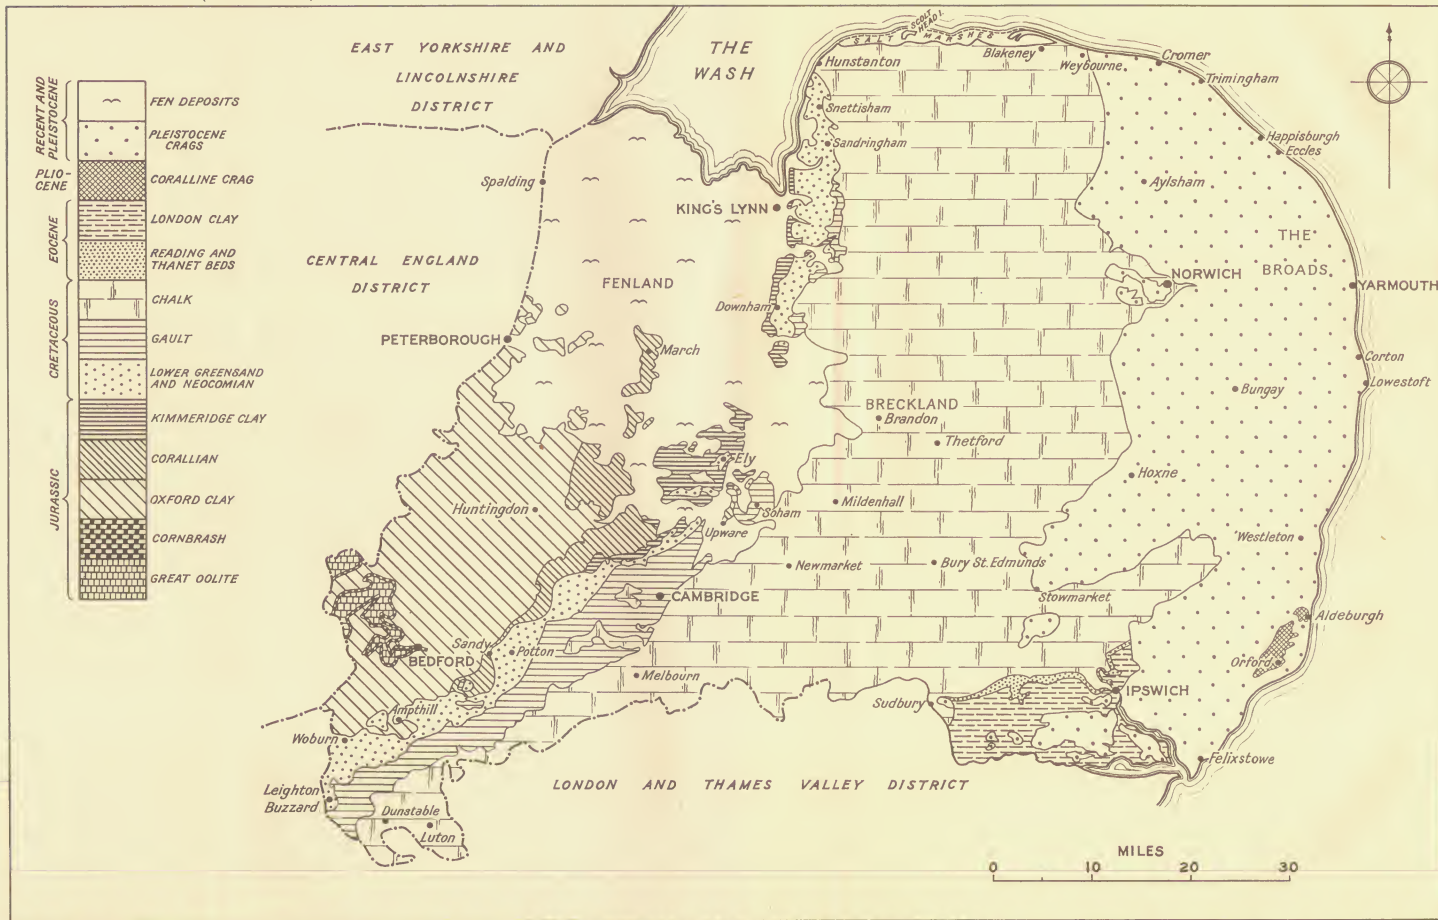 EAST YORKSHIRE AND
LINCOLNSHIRE
DISTRICT
THE
WASH
SCOLT
HEAD I.
SALT MARSHES
Blakeney
Weybourne
Cromer
Trimingham
Hunstanton
Snettisham
Sandringham
Happisburgh
Eccles
Aylsham
Spalding
KING'S LYNN
THE
BROADS
CENTRAL ENGLAND
DISTRICT
FENLAND
NORWICH
YARMOUTH
Downham
PETERBOROUGH
March
Corton
Lowestoft
Bungay
BRECKLAND
Brandon
Thetford
Ely
Hoxne
Huntingdon
Mildenhall
Soham
Upware
Westleton
Newmarket
Bury St. Edmunds
Stowmarket
CAMBRIDGE
Aldeburgh
Sandy
Potton
BEDFORD
Orford
Melbourn
IPSWICH
Sudbury
Ampthill
Woburn
Felixstowe
LONDON AND THAMES VALLEY DISTRICT
Leighton
Buzzard
Dunstable
Luton
RECENT AND
PLEISTOCENE
FEN DEPOSITS
PLEISTOCENE
CRAGS
PLIO-
CENE
CORALLINE CRAG
EOCENE
LONDON CLAY
READING AND
THANET BEDS
CRETACEOUS
CHALK
GAULT
LOWER GREENSAND
AND NEOCOMIAN
JURASSIC
KIMMERIDGE CLAY
CORALLIAN
OXFORD CLAY
CORNBRASH
GREAT OOLITE
MILES
0 10 20 30